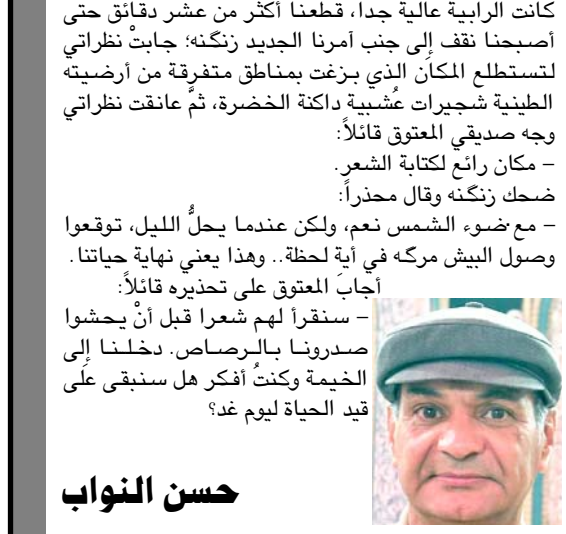 كانت الرابية عالية جدا، قطعنا أكثر من عشر دقائق حتى
أصبحنا نقف إلى جنب آمرنا الجديد زنگنه؛ جابتْ نظراتي
لتستطلع المكان الذي بزغت بمناطق متفرقة من أرضيته
الطينية شجيرات عُشبية داكنة الخضرة، ثمَّ عانقت نظراتي
وجه صديقي المعتوق قائلاً:
– مكان رائع لكتابة الشعر.
ضحك زنگنه وقال محذراً:
– مع ضوء الشمس نعم، ولكن عندما يحلُّ الليل، توقعوا
وصول البيش مرگه في أية لحظة.. وهذا يعني نهاية حياتنا.
أجابَ المعتوق على تحذيره قائلاً:
– سنقرأ لهم شعرا قبل أنْ يحشوا
صدرونا بالرصاص. دخلنا إلى
الخيمة وكنتُ أفكر هل سنبقى على
قيد الحياة ليوم غد؟
حسن النواب